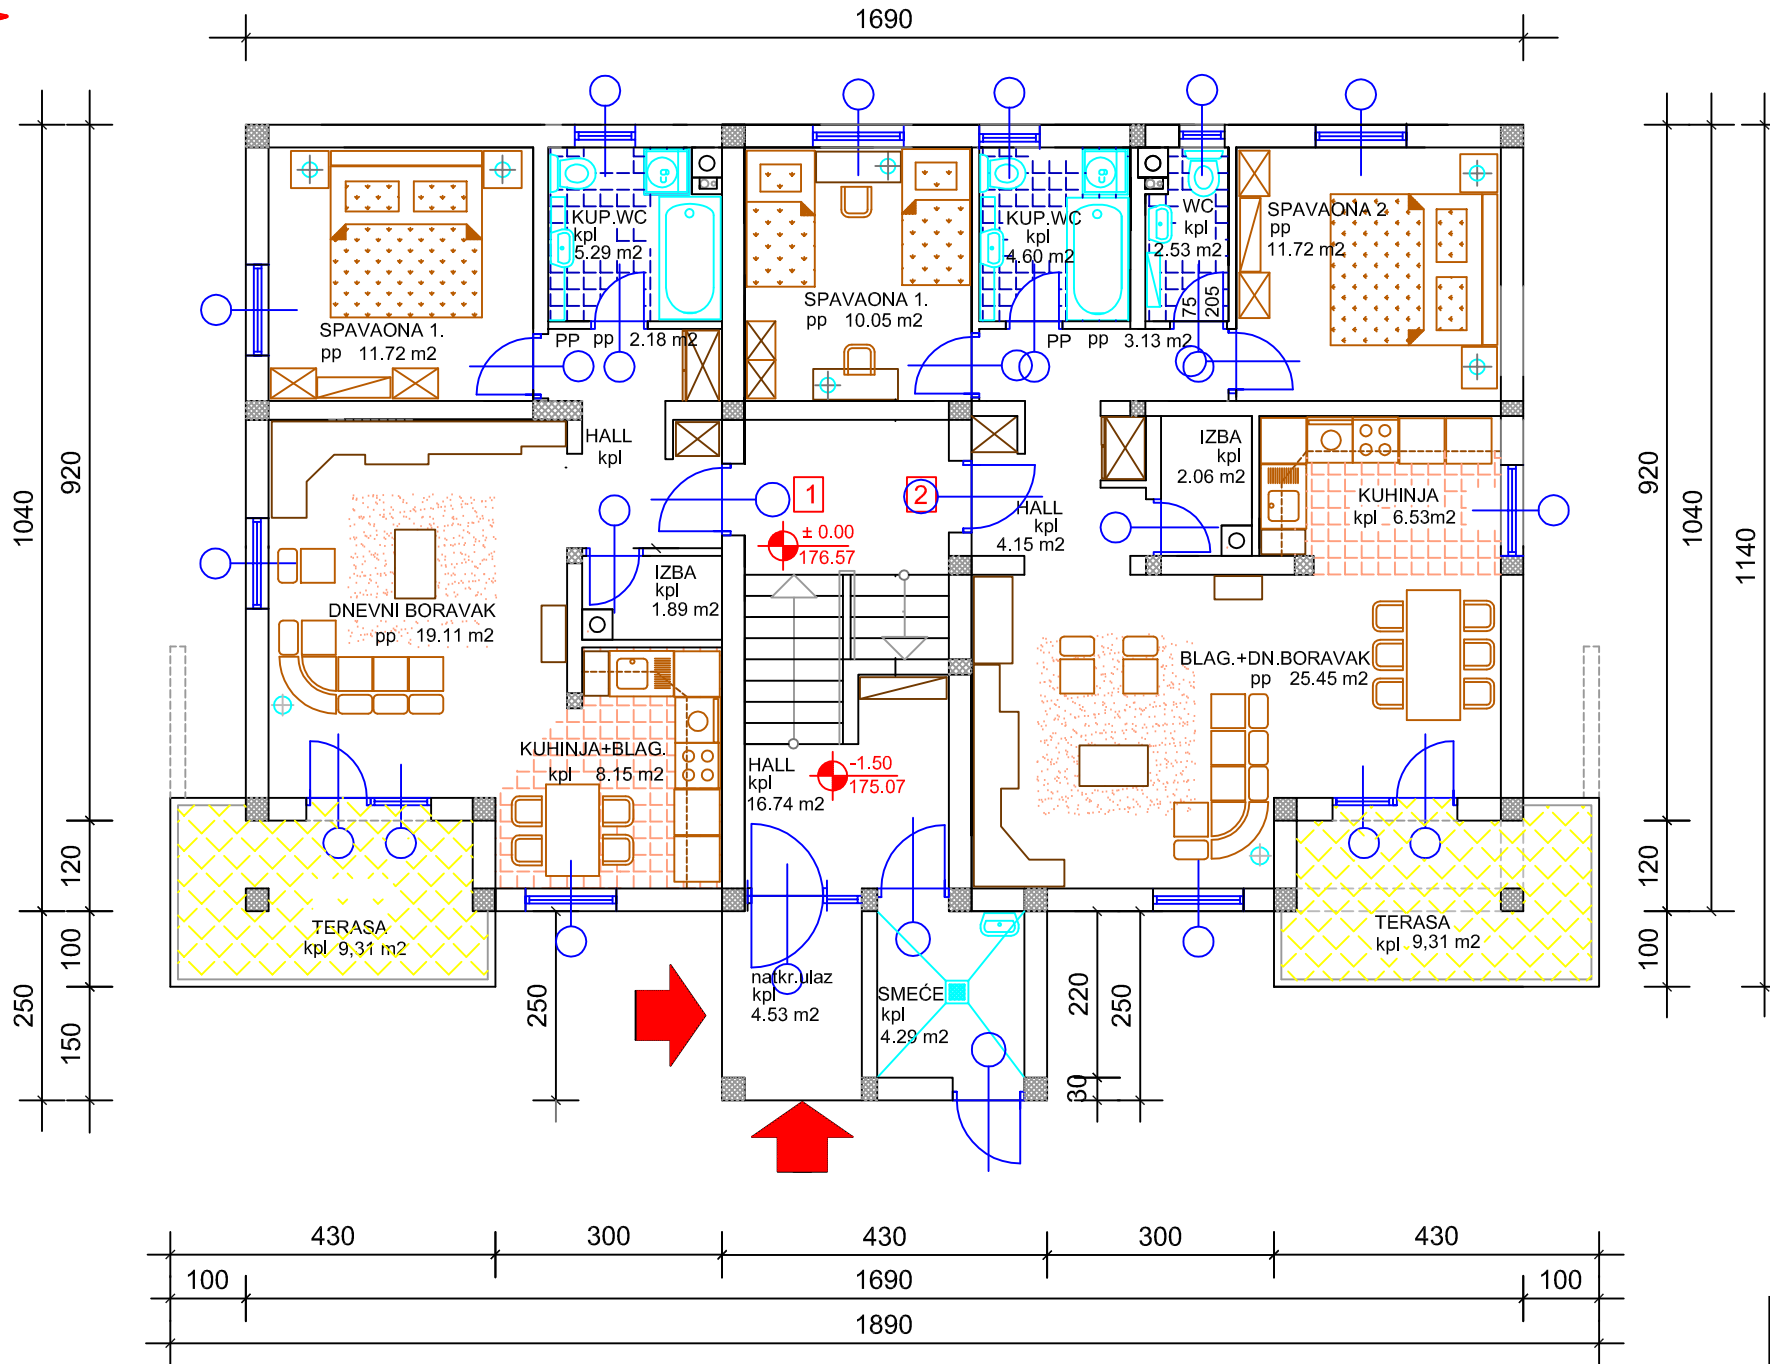 1690
KUP.WC
kpl
5.29 m2
SPAVAONA 1.
pp 11.72 m2
PP pp 2.18 m2
SPAVAONA 1.
pp 10.05 m2
KUP.WC
kpl
4.60 m2
WC
kpl
2.53 m2
75
205
SPAVAONA 2
pp
11.72 m2
PP pp 3.13 m2
HALL
kpl
1
2
± 0.00
176.57
HALL
kpl
4.15 m2
IZBA
kpl
2.06 m2
KUHINJA
kpl 6.53m2
IZBA
kpl
1.89 m2
DNEVNI BORAVAK
pp 19.11 m2
BLAG.+DN.BORAVAK
pp 25.45 m2
KUHINJA+BLAG.
kpl 8.15 m2
HALL
kpl
16.74 m2
-1.50
175.07
TERASA
kpl 9,31 m2
TERASA
kpl 9,31 m2
natkr.ulaz
kpl
4.53 m2
SMEĆE
kpl
4.29 m2
1040
920
120
100
250
150
250
220
250
30
920
1040
1140
120
100
430 300 430 300 430
100 1690 100
1890